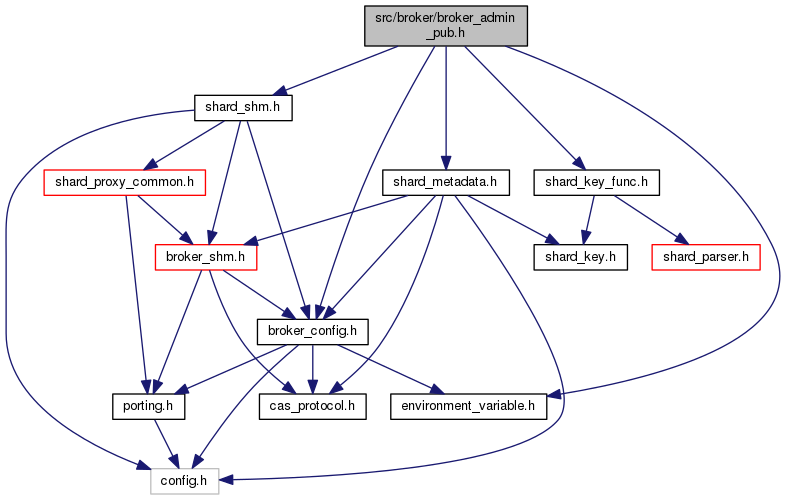 src/broker/broker_admin
_pub.h
shard_shm.h
shard_proxy_common.h
shard_metadata.h
shard_key_func.h
broker_shm.h
shard_key.h
shard_parser.h
broker_config.h
porting.h
cas_protocol.h
environment_variable.h
config.h